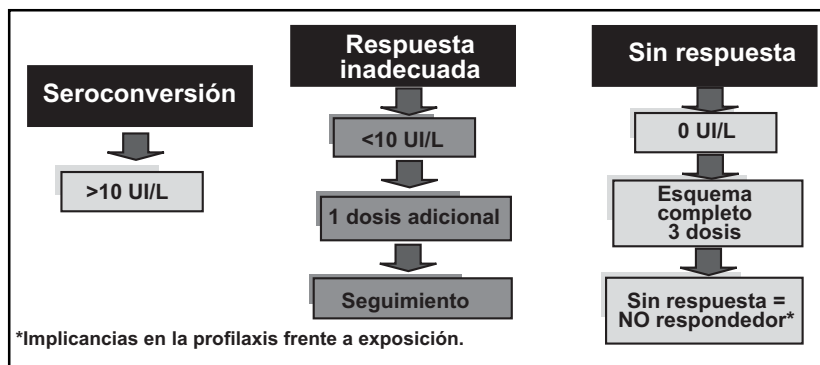 Seroconversión
>10 UI/L
Respuesta
inadecuada
<10 UI/L
1 dosis adicional
Seguimiento
Sin respuesta
0 UI/L
Esquema
completo
3 dosis
Sin respuesta =
NO respondedor*
*Implicancias en la profilaxis frente a exposición.